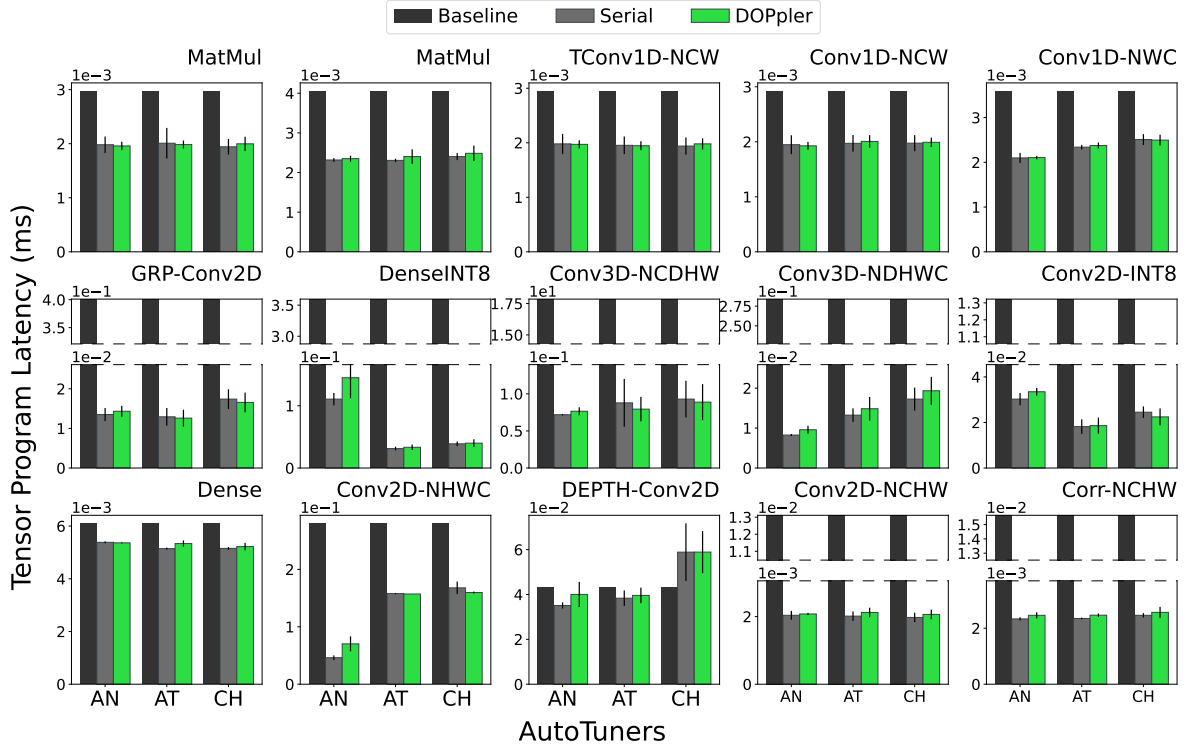 Baseline Serial DOPpler
MatMul MatMul TConv1D-NCW Conv1D-NCW Conv1D-NWC
1e−3 1e−3 1e−3 1e−3 1e−3
3 4 3 3
3 2 2 4
2 2 2
1 1 1 1 2
0 0 0 0 0
GRP-Conv2D DenseINT8 Conv3D-NCDHW Conv3D-NDHWC Conv2D-INT8
4.0 1e−1 3.5 1.75 1e1 2.75 1e−1 1.3
3.5 3.0 1.50 2.50 2.25 1.2 1.1
1e−2 1e−1 1e−1 1e−2 1e−2
2 1 1.0 2 4
1 0.5 1 2
0 0 0.0 0 0
Dense Conv2D-NHWC DEPTH-Conv2D Conv2D-NCHW Corr-NCHW
1e−3 1e−1 1e−2 1.3 1e−2 1.5 1e−2
6 2 6 1.2 1.4
1.1 1.3
4 4 1e−3 1e−3
2 1 2 2 2
0 0 0 0 0
AN AT CH AN AT CH AN AT CH AN AT CH AN AT CH
AutoTuners
Tensor Program Latency (ms)